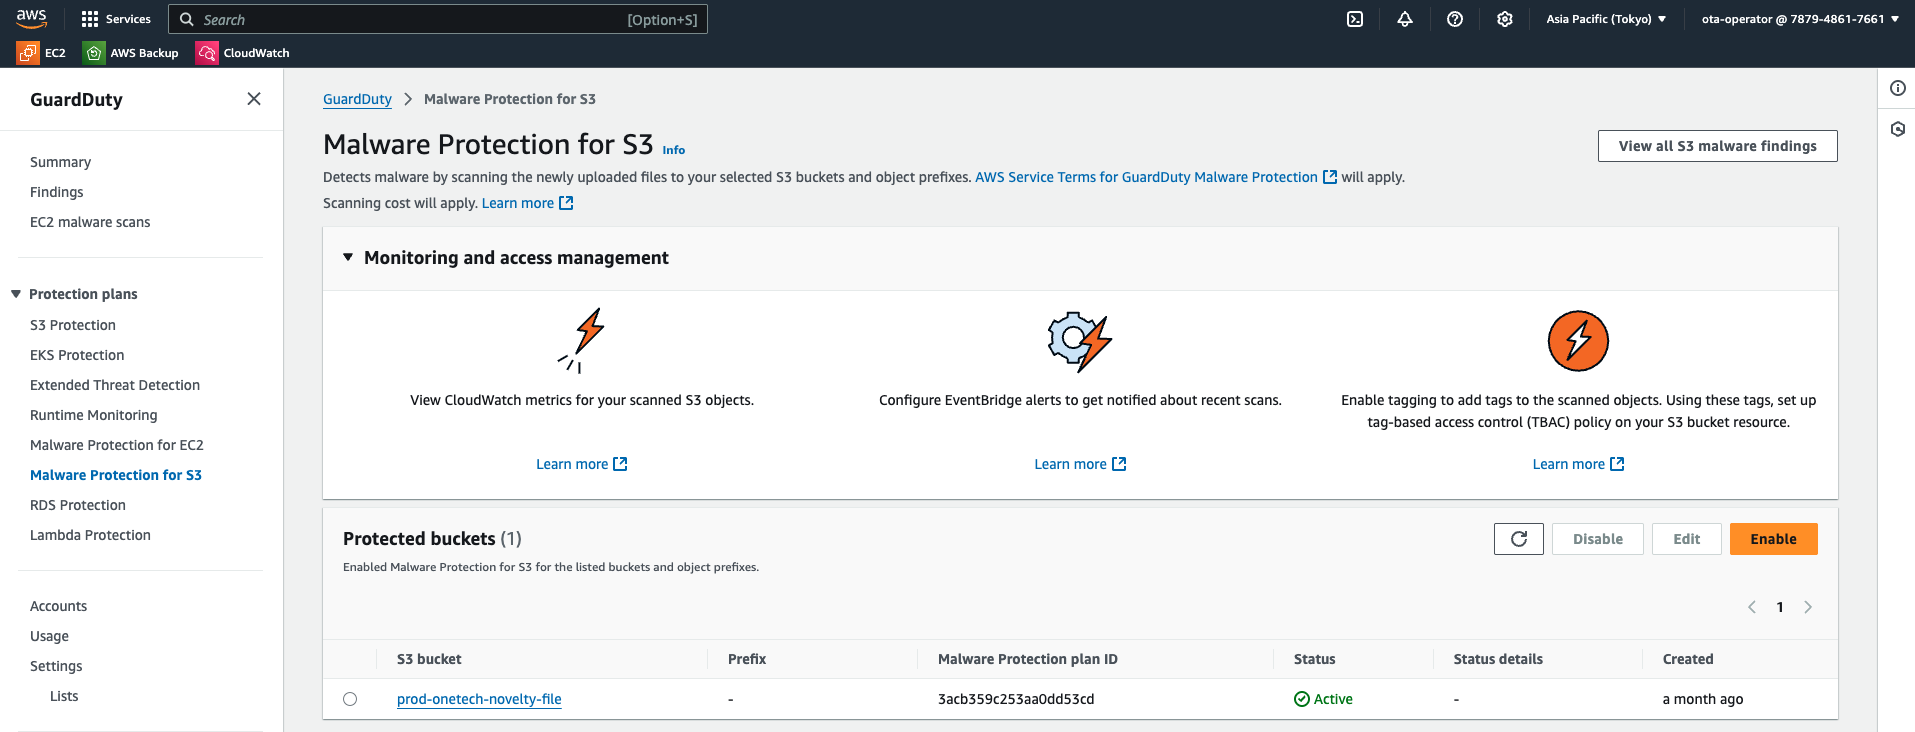 aws
Services
Search
[Option+S]
Asia Pacific (Tokyo)
ota-operator @ 7879-4861-7661
EC2
AWS Backup
CloudWatch
GuardDuty
Summary
Findings
EC2 malware scans
Protection plans
S3 Protection
EKS Protection
Extended Threat Detection
Runtime Monitoring
Malware Protection for EC2
Malware Protection for S3
RDS Protection
Lambda Protection
Accounts
Usage
Settings
Lists
GuardDuty > Malware Protection for S3
Malware Protection for S3 Info
View all S3 malware findings
Detects malware by scanning the newly uploaded files to your selected S3 buckets and object prefixes. AWS Service Terms for GuardDuty Malware Protection will apply.
Scanning cost will apply. Learn more
Monitoring and access management
View CloudWatch metrics for your scanned S3 objects.
Learn more
Configure EventBridge alerts to get notified about recent scans.
Learn more
Enable tagging to add tags to the scanned objects. Using these tags, set up
tag-based access control (TBAC) policy on your S3 bucket resource.
Learn more
Protected buckets (1)
Enabled Malware Protection for S3 for the listed buckets and object prefixes.
Disable
Edit
Enable
1
S3 bucket Prefix Malware Protection plan ID Status Status details Created
prod-onetech-novelty-file - 3acb359c253aa0dd53cd Active - a month ago